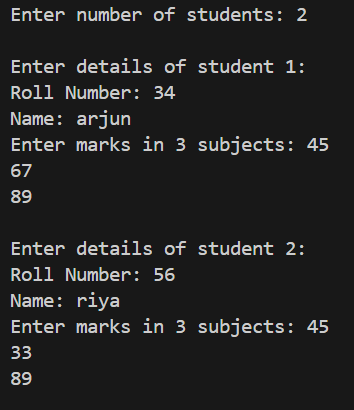 Enter number of students: 2
Enter details of student 1:
Roll Number: 34
Name: arjun
Enter marks in 3 subjects: 45
67
89
Enter details of student 2:
Roll Number: 56
Name: riya
Enter marks in 3 subjects: 45
33
89